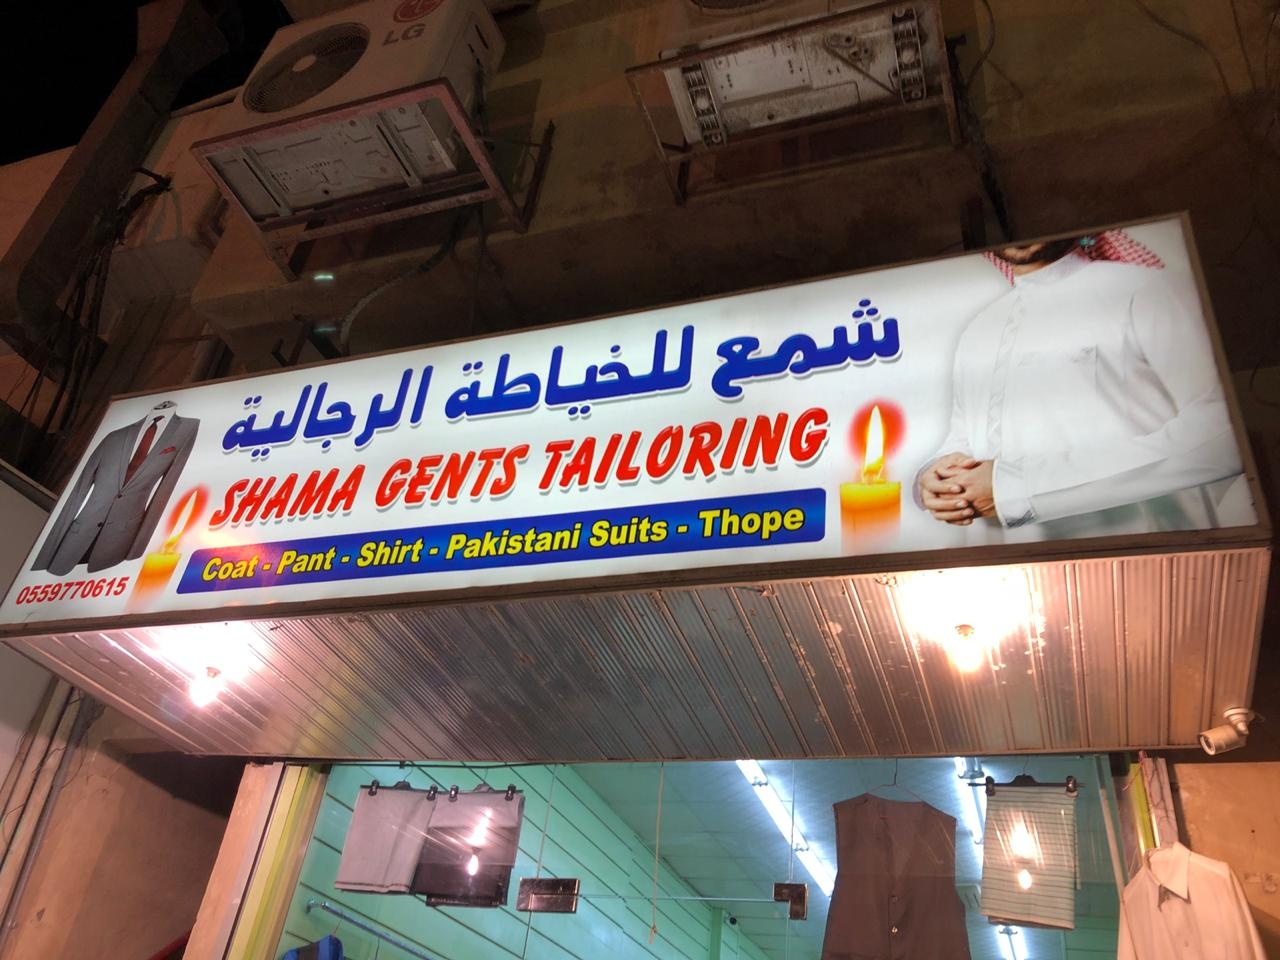 LG
شمع للخياطة الرجالية
SHAMA GENTS TAILORING
Coat - Pant - Shirt - Pakistani Suits - Thope
0559770615